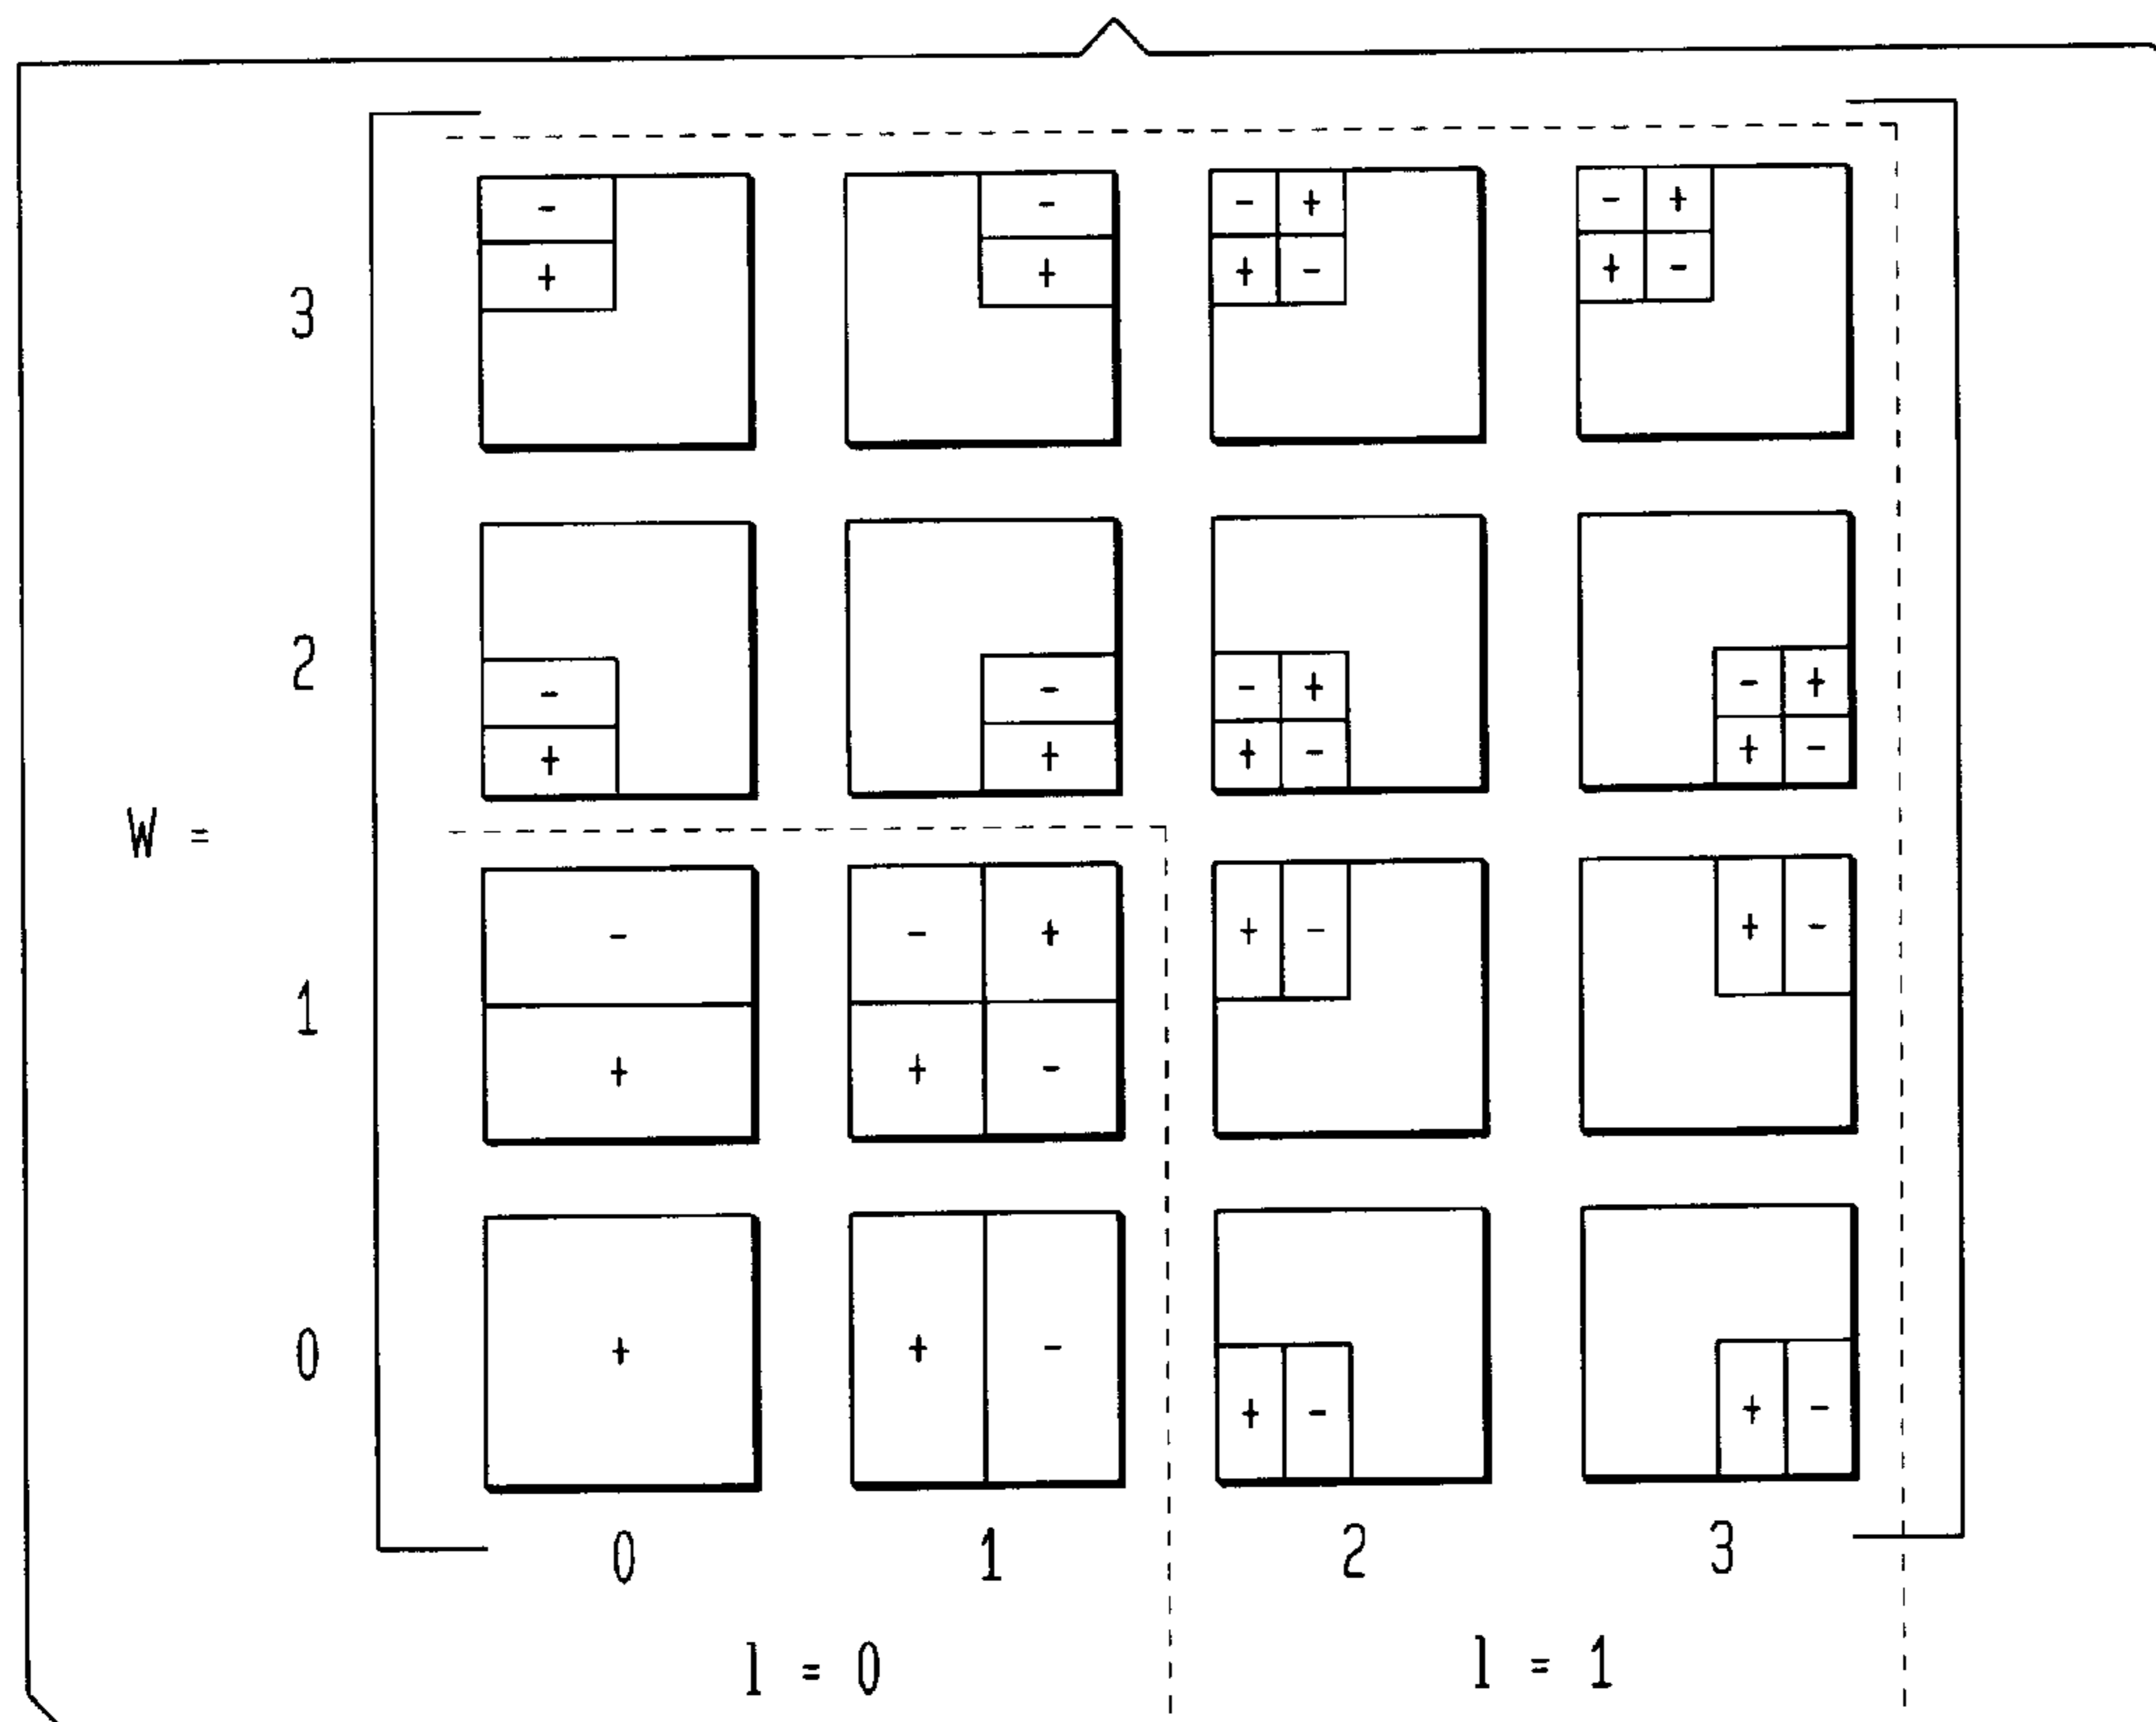 - - - + - +
+ + + - + -
3
- - - + - +
+ + + - + -
2
W =
- - + + - + -
+ + -
1
+ + - + - + -
0
0 1 2 3
l = 0 l = 1